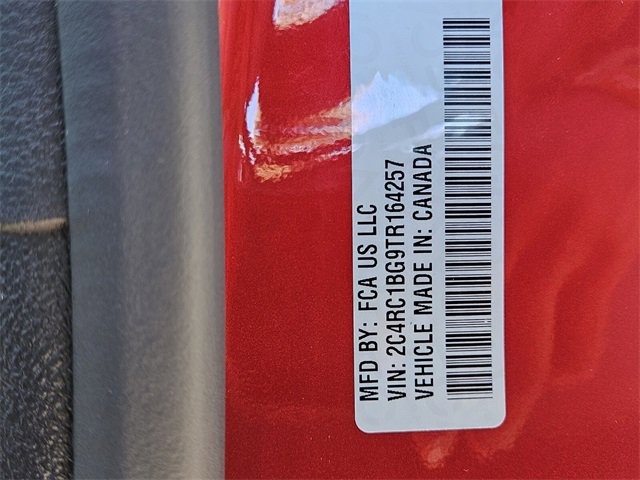 MFD BY: FCA US LLC
VIN: 2C4RC1BG9TR164257
VEHICLE MADE IN: CANADA